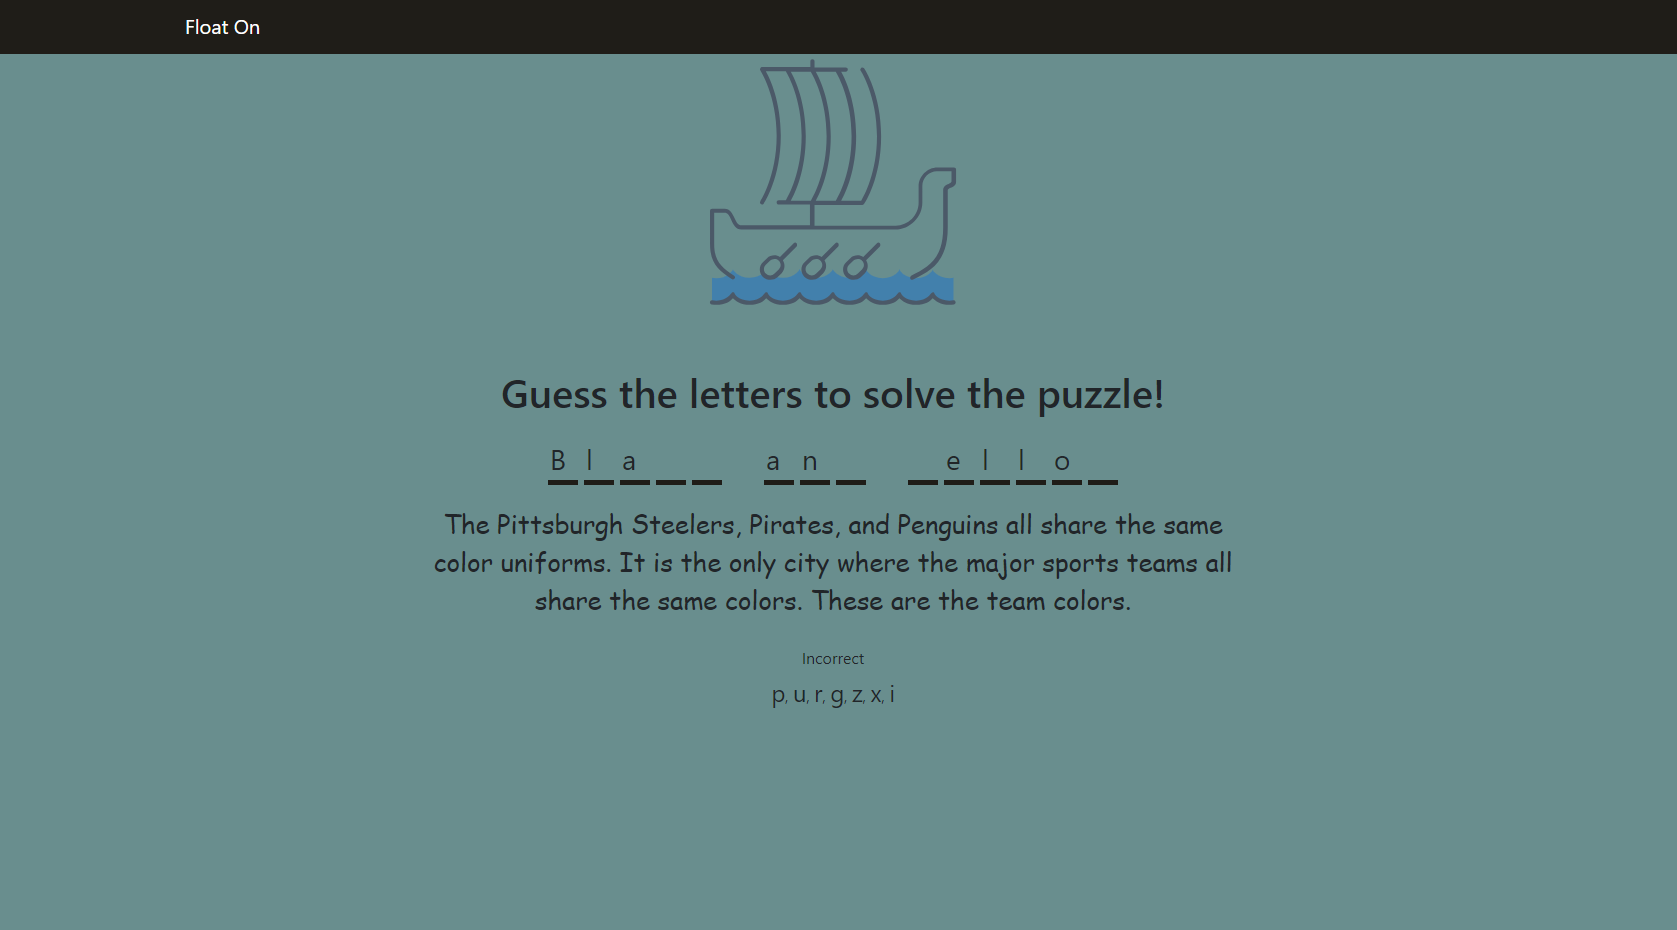 Float On
Guess the letters to solve the puzzle!
B l a _ _ a n _ _ e l l o _
The Pittsburgh Steelers, Pirates, and Penguins all share the same
color uniforms. It is the only city where the major sports teams all
share the same colors. These are the team colors.
Incorrect
p, u, r, g, z, x, i